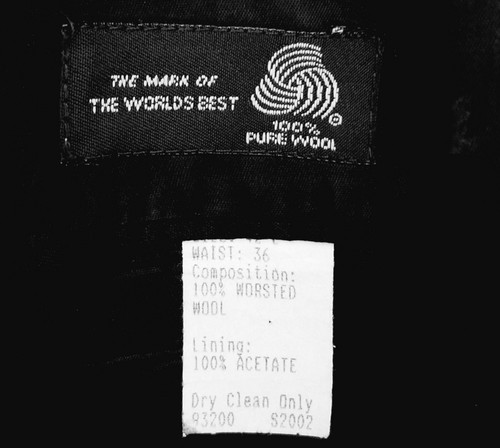 THE MARK OF
THE WORLDS BEST
100%
PURE WOOL
WAIST: 36
Composition:
100% WORSTED
WOOL
Lining:
100% ACETATE
Dry Clean Only
93200 S2002